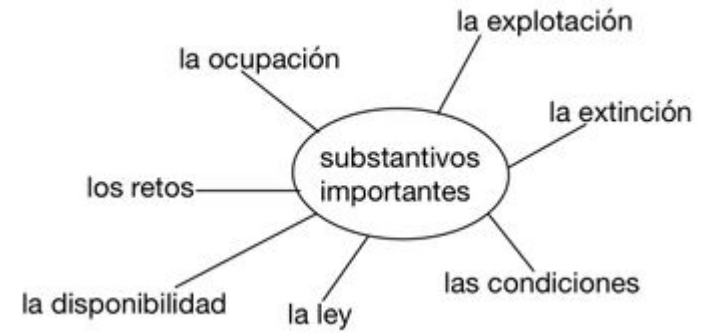 la explotación
la ocupación
la extinción
substantivos
importantes
los retos
las condiciones
la disponibilidad
la ley